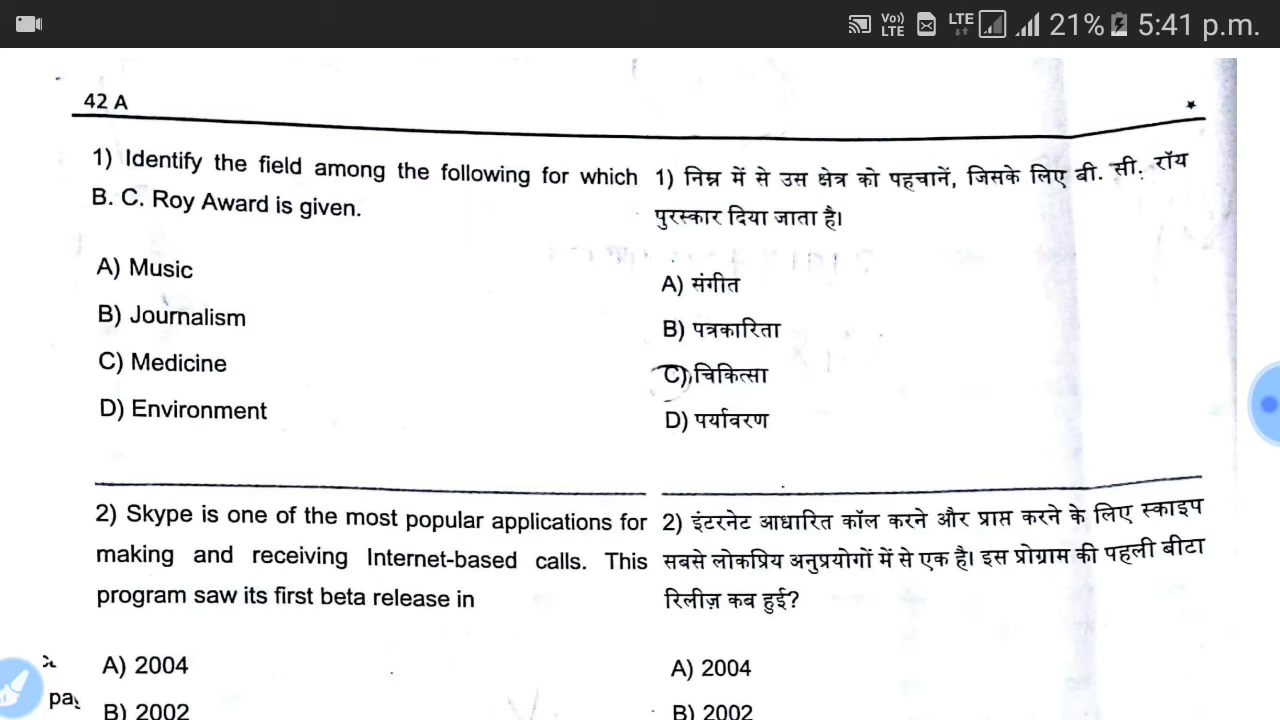 Vo)) LTE LTE 21% 5:41 p.m.
42 A
1) Identify the field among the following for which
B. C. Roy Award is given.
A) Music
B) Journalism
C) Medicine
D) Environment
1) निम्न में से उस क्षेत्र को पहचानें, जिसके लिए बी. सी. रॉय
पुरस्कार दिया जाता है।
A) संगीत
B) पत्रकारिता
C) चिकित्सा
D) पर्यावरण
2) Skype is one of the most popular applications for
making and receiving Internet-based calls. This
program saw its first beta release in
A) 2004
B) 2002
2) इंटरनेट आधारित कॉल करने और प्राप्त करने के लिए स्काइप
सबसे लोकप्रिय अनुप्रयोगों में से एक है। इस प्रोग्राम की पहली बीटा
रिलीज़ कब हुई?
A) 2004
B) 2002